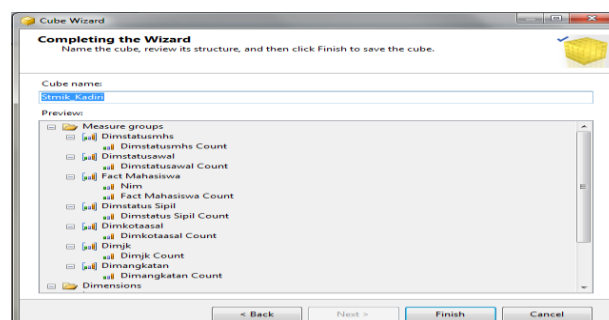 Cube Wizard
Completing the Wizard
Name the cube, review its structure, and then click Finish to save the cube.
Cube name:
Stmik_Kadiri
Preview:
Measure groups
Dimstatusmhs
Dimstatusmhs Count
Dimstatusawal
Dimstatusawal Count
Fact Mahasiswa
Nim
Fact Mahasiswa Count
Dimstatus Sipil
Dimstatus Sipil Count
Dimkotaasal
Dimkotaasal Count
Dimjk
Dimjk Count
Dimangkatan
Dimangkatan Count
Dimensions
< Back Next > Finish Cancel